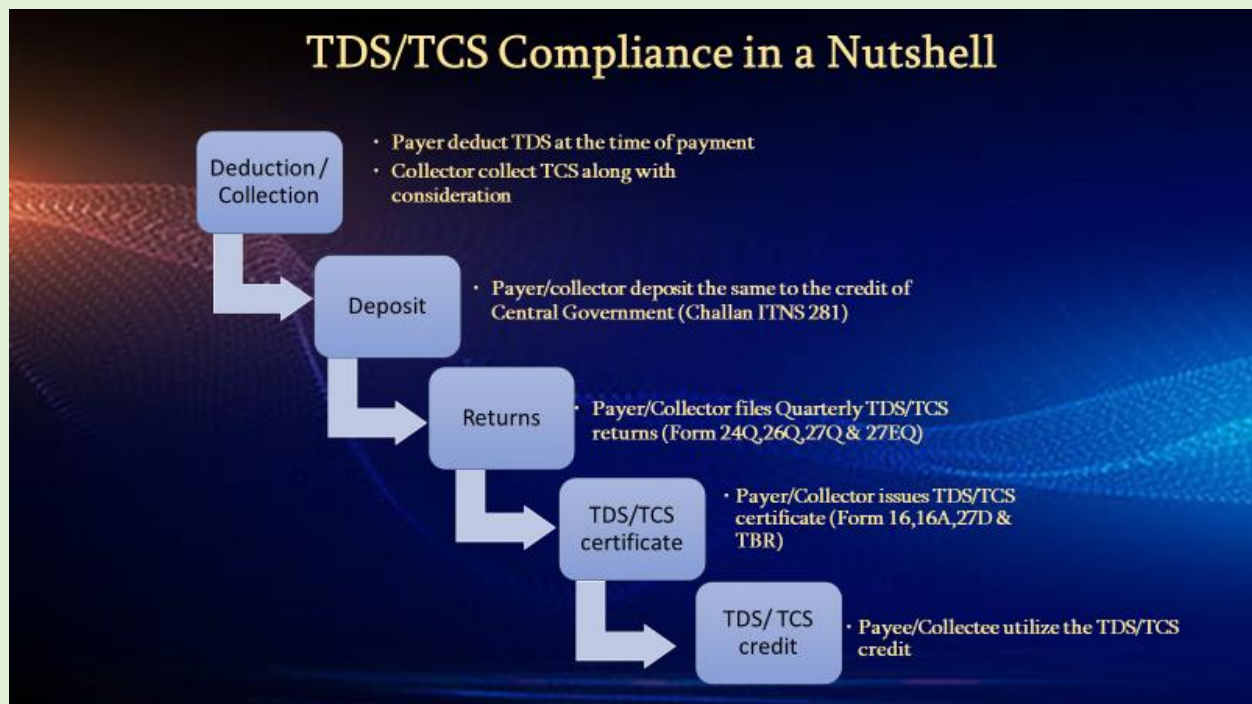 TDS/TCS Compliance in a Nutshell
Deduction /
Collection
• Payer deduct TDS at the time of payment
• Collector collect TCS along with
consideration
Deposit
• Payer/collector deposit the same to the credit of
Central Government (Challan ITNS 281)
Returns
• Payer/Collector files Quarterly TDS/TCS
returns (Form 24Q,26Q,27Q & 27EQ)
TDS/TCS
certificate
• Payer/Collector issues TDS/TCS
certificate (Form 16,16A,27D &
TBR)
TDS/ TCS
credit
• Payee/Collectee utilize the TDS/TCS
credit